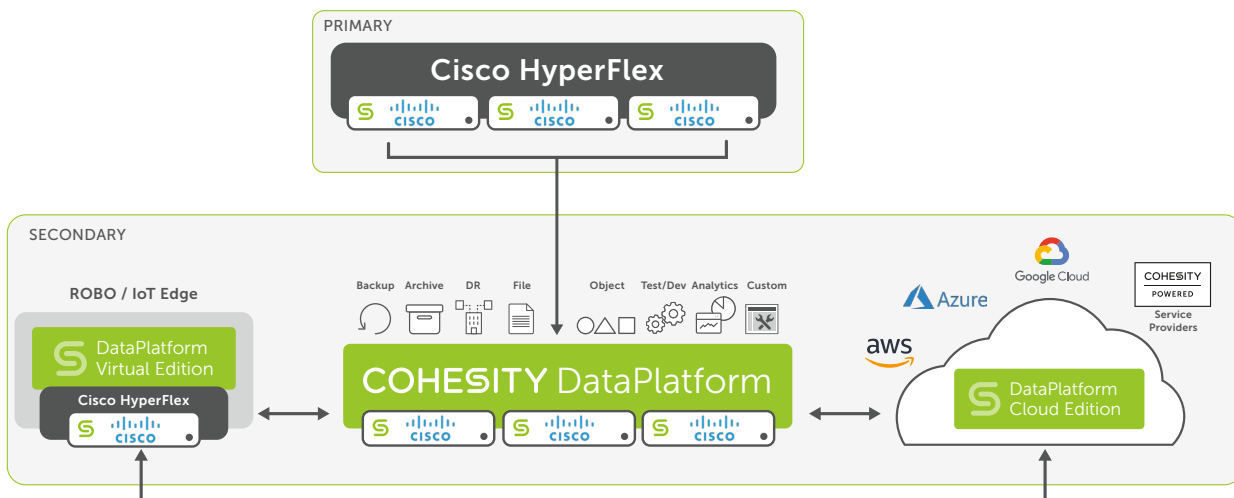 PRIMARY
Cisco HyperFlex
CISCO
CISCO
CISCO
SECONDARY
ROBO / IoT Edge
DataPlatform
Virtual Edition
Cisco HyperFlex
CISCO
Backup
Archive
DR
File
Object
Test/Dev
Analytics
Custom
COHESITY DataPlatform
CISCO
CISCO
CISCO
Google Cloud
Azure
aws
COHESITY
POWERED
Service
Providers
DataPlatform
Cloud Edition